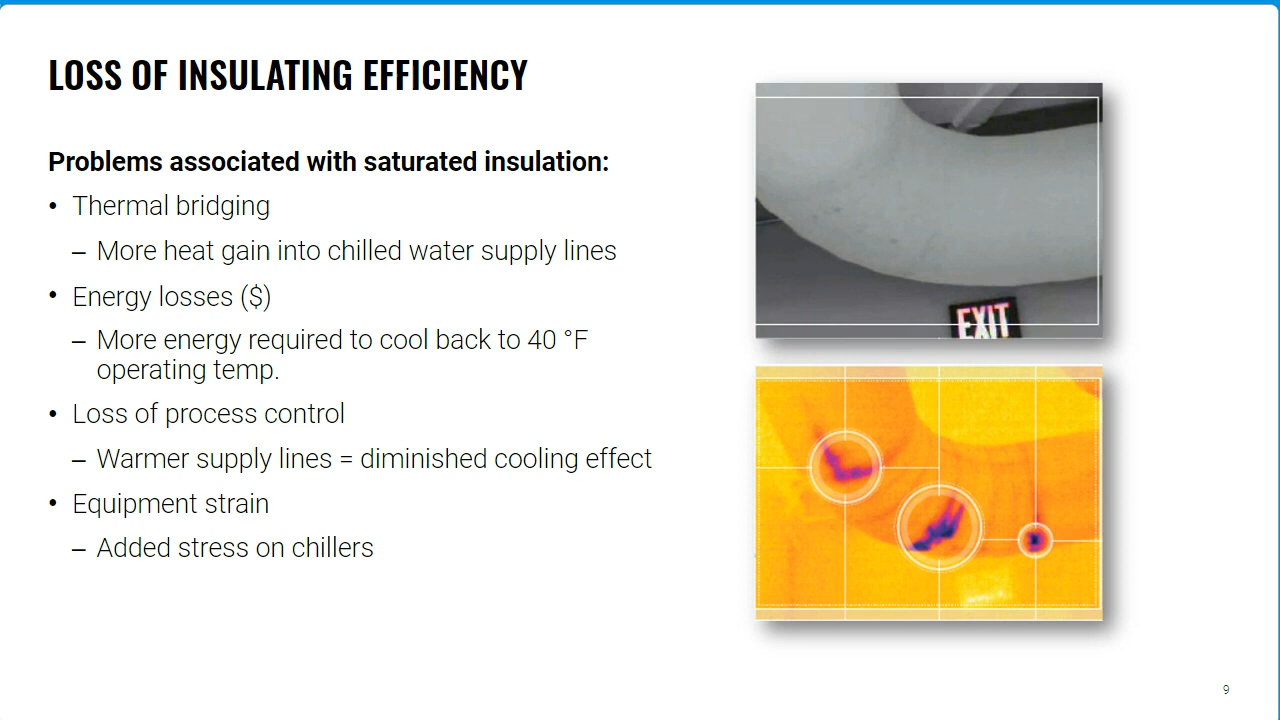 LOSS OF INSULATING EFFICIENCY
Problems associated with saturated insulation:
• Thermal bridging
– More heat gain into chilled water supply lines
• Energy losses ($)
– More energy required to cool back to 40 °F
operating temp.
• Loss of process control
– Warmer supply lines = diminished cooling effect
• Equipment strain
– Added stress on chillers
EXIT
9